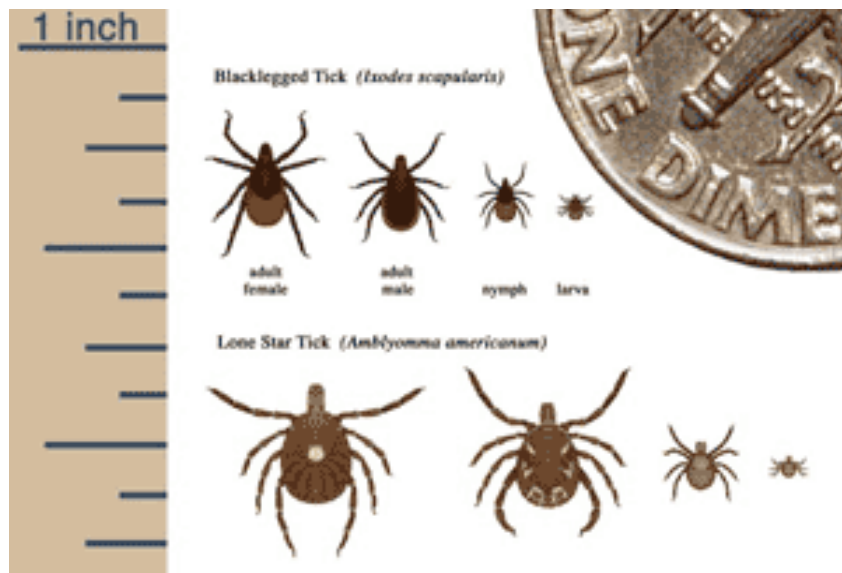 1 inch
Blacklegged Tick (Ixodes scapularis)
ONE DIME
adult female
adult male
nymph
larva
Lone Star Tick (Amblyomma americanum)